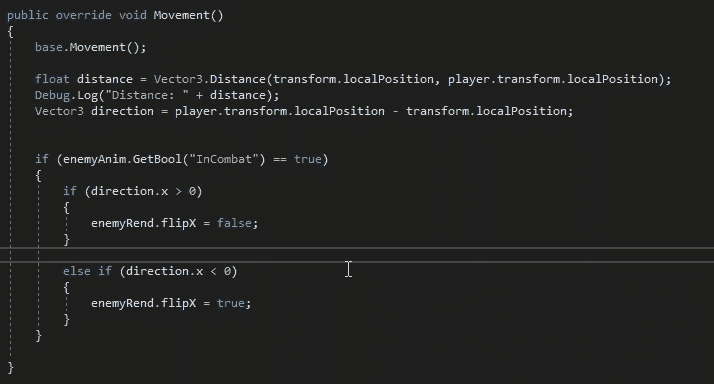 public override void Movement()
{
base.Movement();
float distance = Vector3.Distance(transform.localPosition, player.transform.localPosition);
Debug.Log("Distance: " + distance);
Vector3 direction = player.transform.localPosition - transform.localPosition;
if (enemyAnim.GetBool("InCombat") == true)
{
if (direction.x > 0)
{
enemyRend.flipX = false;
}
else if (direction.x < 0)
{
enemyRend.flipX = true;
}
}
}